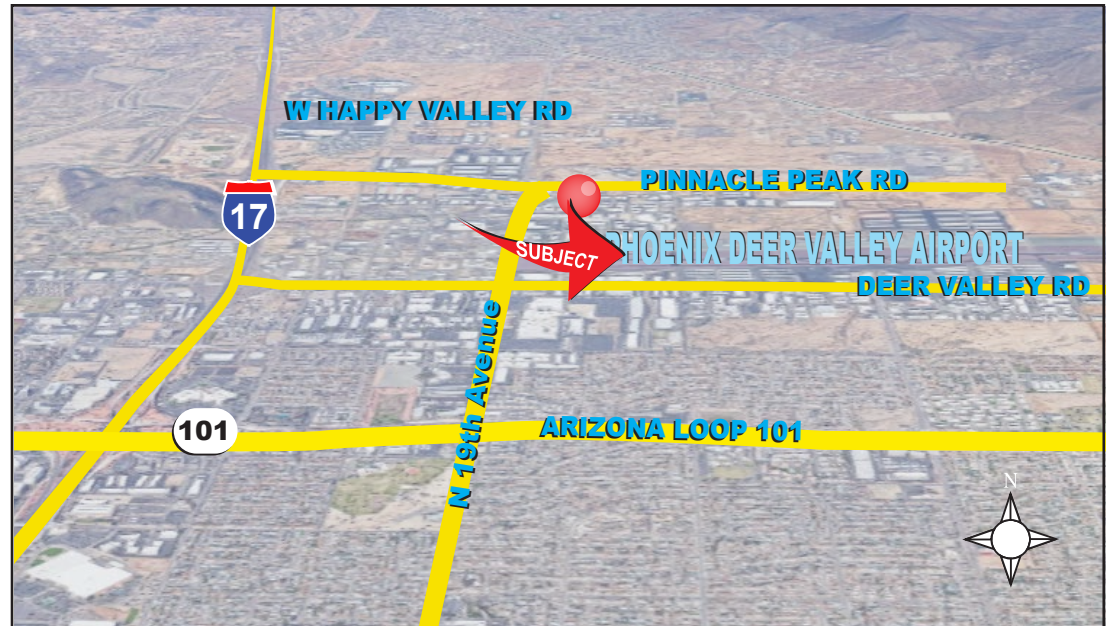 W HAPPY VALLEY RD
PINNACLE PEAK RD
17
SUBJECT
PHOENIX DEER VALLEY AIRPORT
DEER VALLEY RD
N 19th Avenue
101
ARIZONA LOOP 101
N